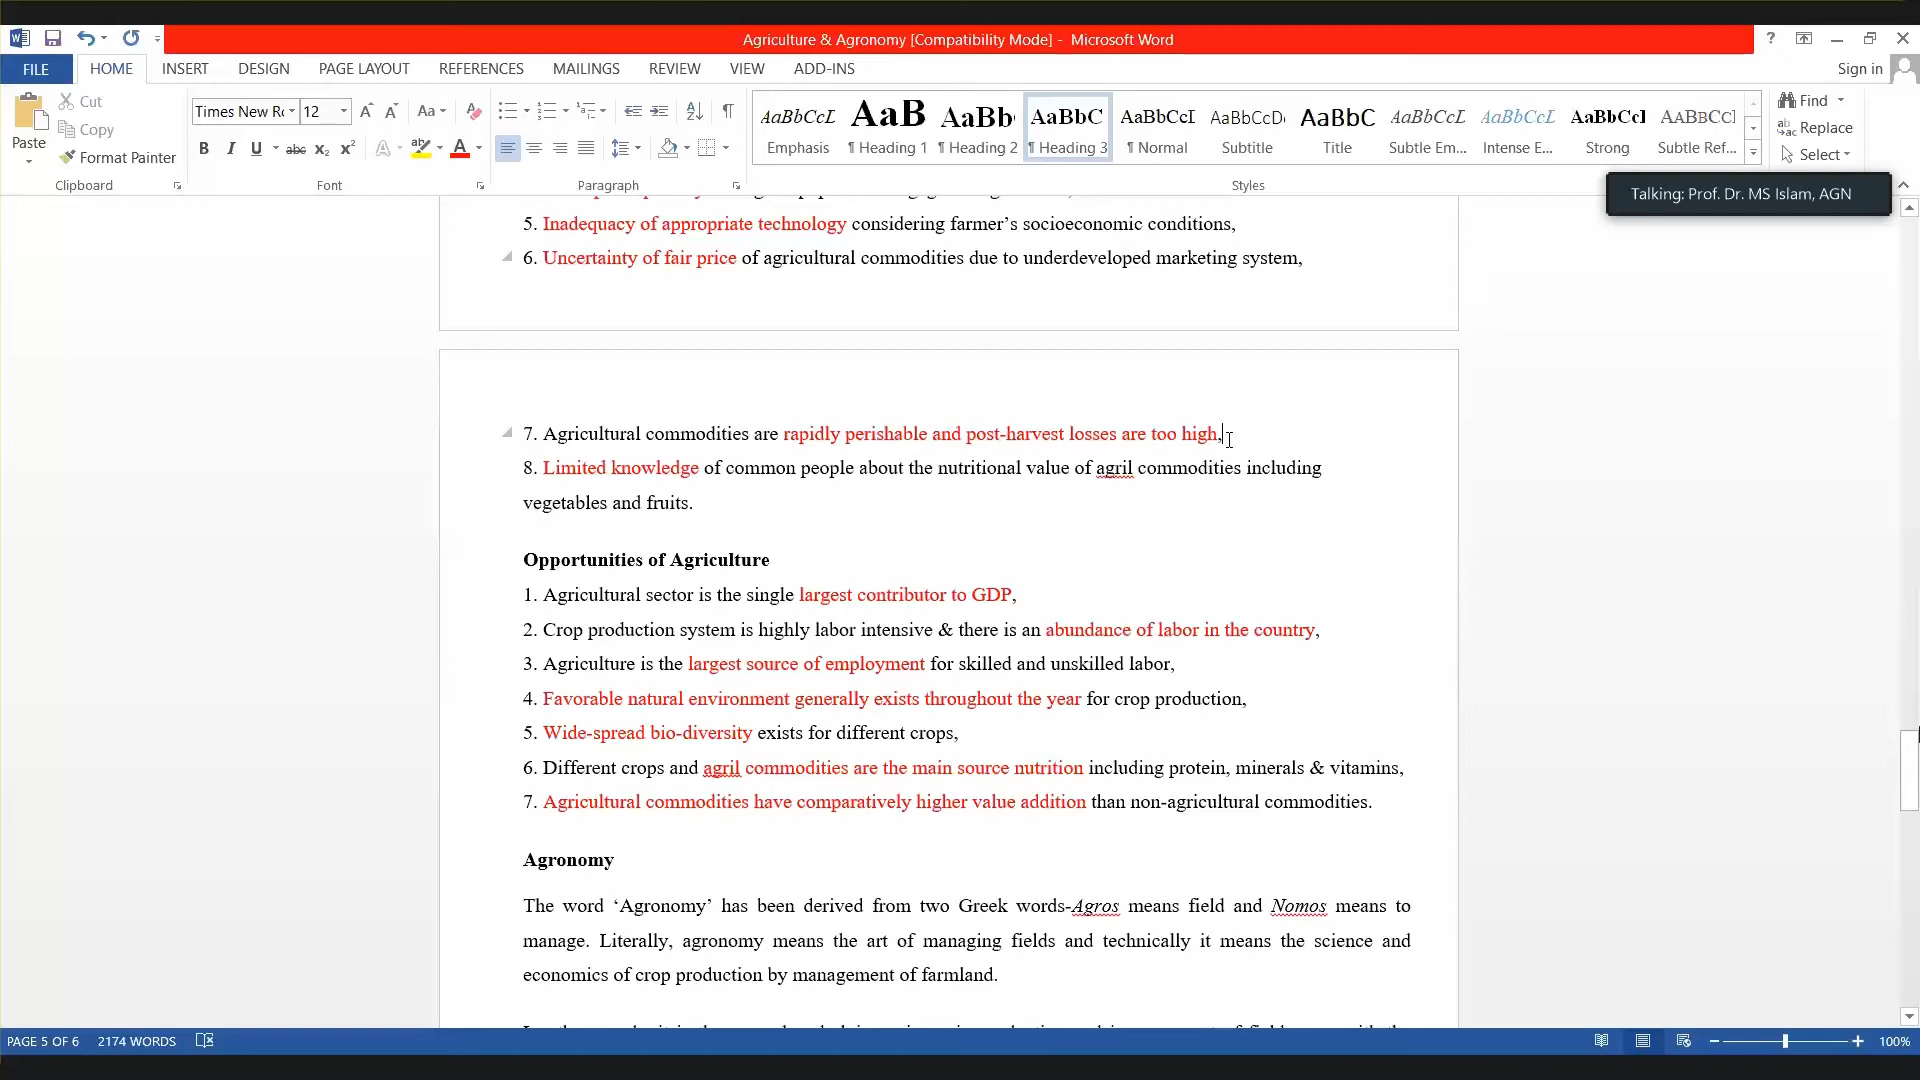 Agriculture & Agronomy [Compatibility Mode] - Microsoft Word
?
FILE HOME INSERT DESIGN PAGE LAYOUT REFERENCES MAILINGS REVIEW VIEW ADD-INS Sign in
Paste
Cut
Copy
Format Painter
Clipboard
Times New Ro 12
Aa
B I U abc x₂ x² A A
Font
Paragraph
AaBbCcL AaB AaBb AaBbC AaBbCcI AaBbCcD AaBbC AaBbCcL AaBbCcL AaBbCcI AABBCCI
Emphasis ¶ Heading 1 ¶ Heading 2 ¶ Heading 3 ¶ Normal Subtitle Title Subtle Em... Intense E... Strong Subtle Ref...
Styles
Find
Replace
Select
Talking: Prof. Dr. MS Islam, AGN
5. Inadequacy of appropriate technology considering farmer’s socioeconomic conditions,
6. Uncertainty of fair price of agricultural commodities due to underdeveloped marketing system,
7. Agricultural commodities are rapidly perishable and post-harvest losses are too high,
8. Limited knowledge of common people about the nutritional value of agril commodities including
vegetables and fruits.
Opportunities of Agriculture
1. Agricultural sector is the single largest contributor to GDP,
2. Crop production system is highly labor intensive & there is an abundance of labor in the country,
3. Agriculture is the largest source of employment for skilled and unskilled labor,
4. Favorable natural environment generally exists throughout the year for crop production,
5. Wide-spread bio-diversity exists for different crops,
6. Different crops and agril commodities are the main source nutrition including protein, minerals & vitamins,
7. Agricultural commodities have comparatively higher value addition than non-agricultural commodities.
Agronomy
The word ‘Agronomy’ has been derived from two Greek words-Agros means field and Nomos means to
manage. Literally, agronomy means the art of managing fields and technically it means the science and
economics of crop production by management of farmland.
PAGE 5 OF 6 2174 WORDS 100%